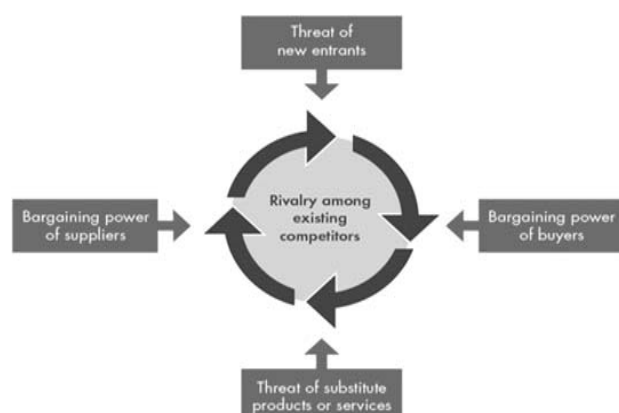 Threat of
new entrants
Bargaining power
of suppliers
Rivalry among
existing
competitors
Bargaining power
of buyers
Threat of substitute
products or services